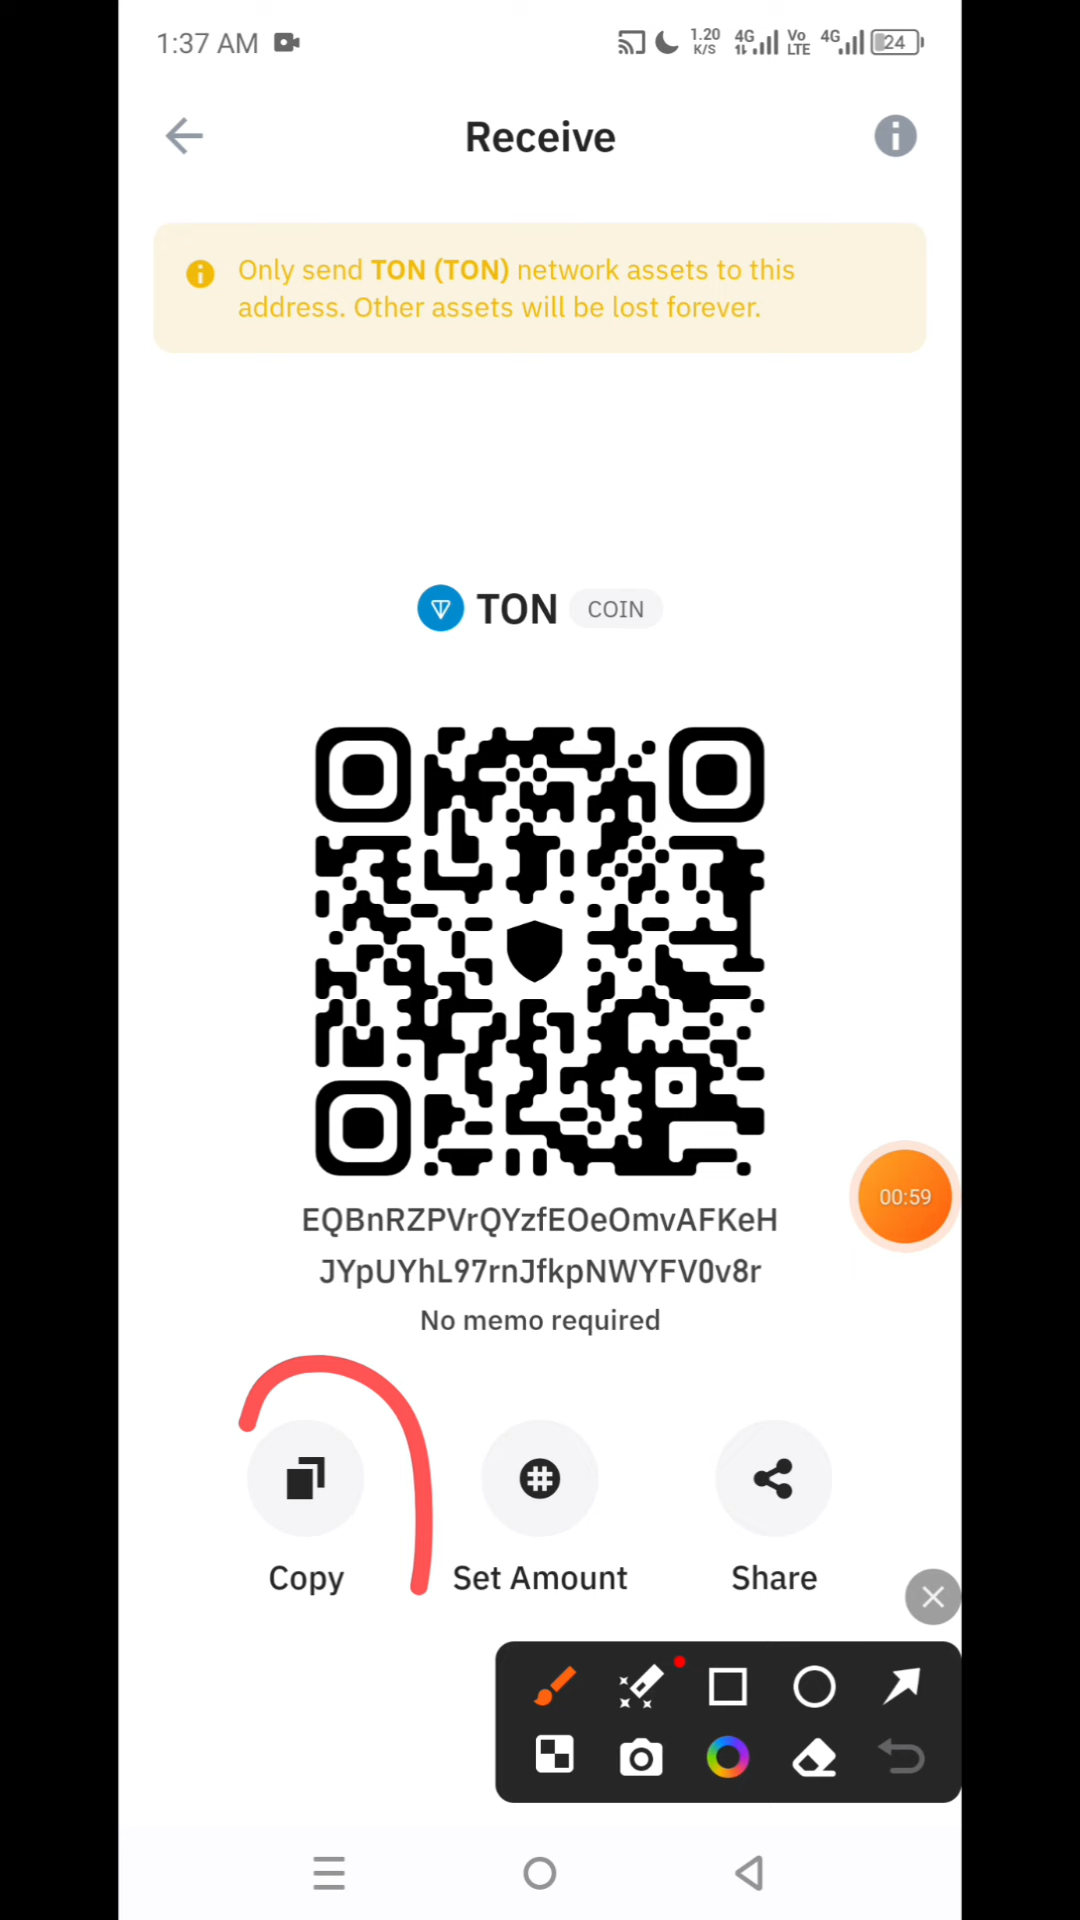 1:37 AM 1.20 K/S 4G Vo LTE 4G 24
Receive
Only send TON (TON) network assets to this
address. Other assets will be lost forever.
TON COIN
EQBnRZPVrQYzfEOeOmvAFKeH
JYpUYhL97rnJfkpNWYFV0v8r
No memo required
00:59
Copy Set Amount Share